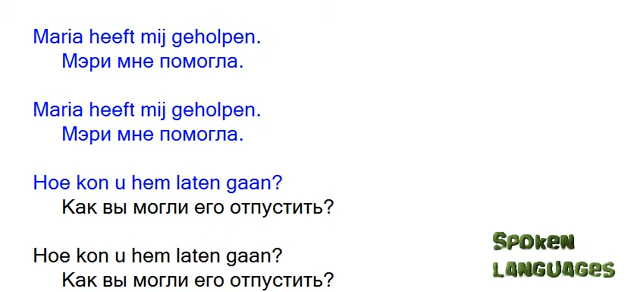 Maria heeft mij geholpen.
Мэри мне помогла.
Maria heeft mij geholpen.
Мэри мне помогла.
Hoe kon u hem laten gaan?
Как вы могли его отпустить?
Hoe kon u hem laten gaan?
Как вы могли его отпустить?
Spoken
Languages